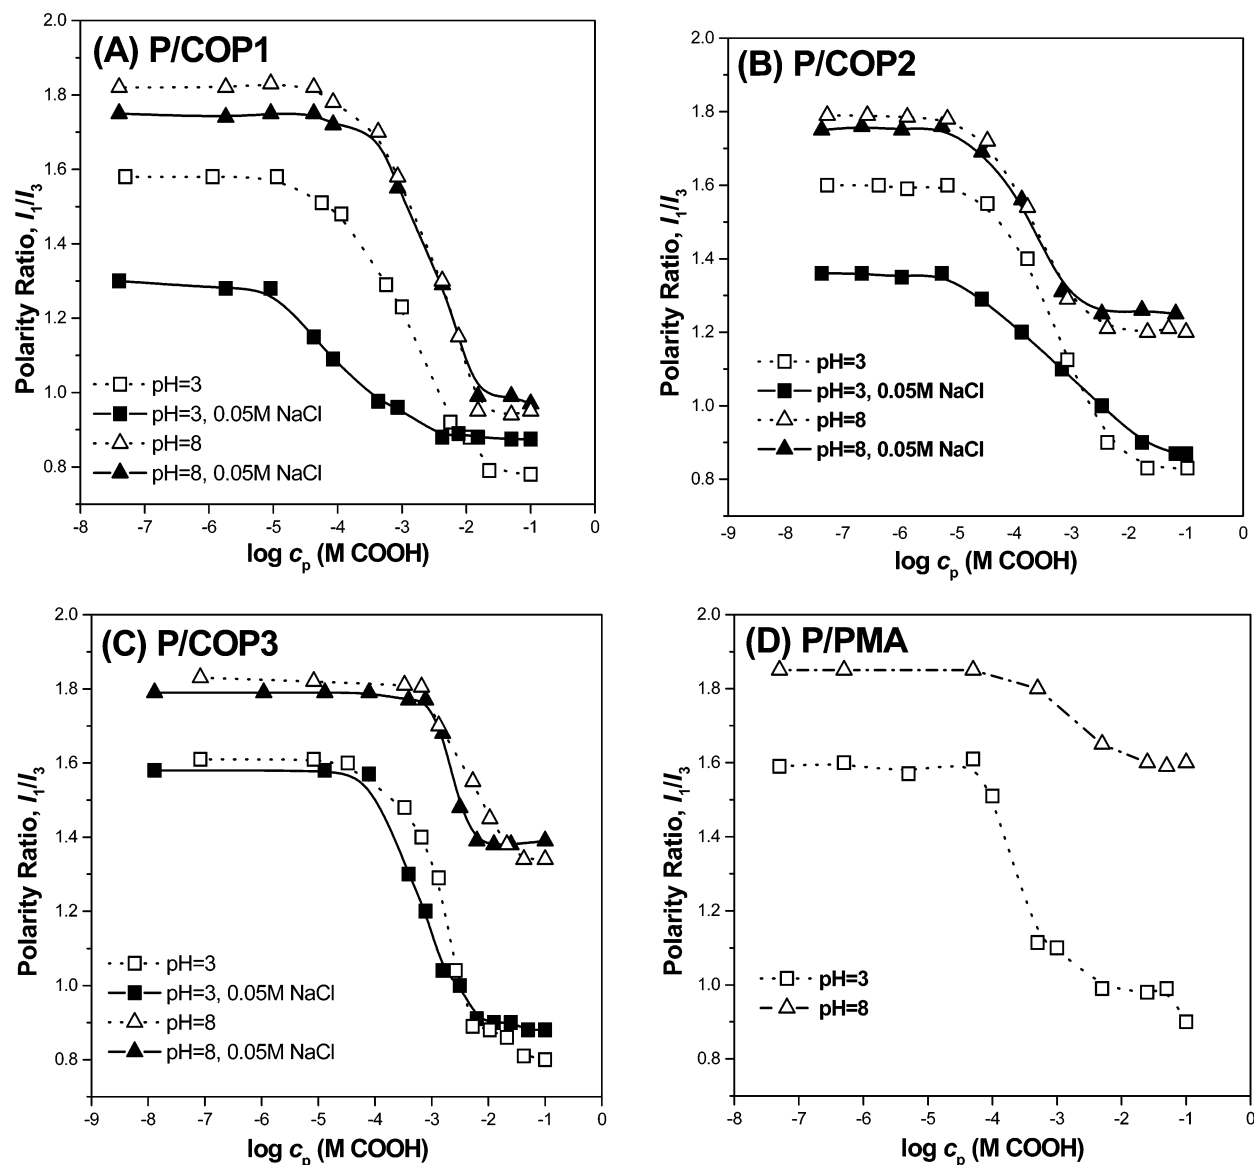 (A) P/COP1
2.0
1.8
1.6
1.4
1.2
1.0
0.8
Polarity Ratio, I₁/I₃
pH=3
pH=3, 0.05M NaCl
pH=8
pH=8, 0.05M NaCl
-8 -7 -6 -5 -4 -3 -2 -1 0
log cₚ (M COOH)
(B) P/COP2
2.0
1.8
1.6
1.4
1.2
1.0
0.8
Polarity Ratio, I₁/I₃
pH=3
pH=3, 0.05M NaCl
pH=8
pH=8, 0.05M NaCl
-9 -8 -7 -6 -5 -4 -3 -2 -1 0
log cₚ (M COOH)
(C) P/COP3
2.0
1.8
1.6
1.4
1.2
1.0
0.8
Polarity Ratio, I₁/I₃
pH=3
pH=3, 0.05M NaCl
pH=8
pH=8, 0.05M NaCl
-9 -8 -7 -6 -5 -4 -3 -2 -1 0
log cₚ (M COOH)
(D) P/PMA
2.0
1.8
1.6
1.4
1.2
1.0
0.8
Polarity Ratio, I₁/I₃
pH=3
pH=8
-8 -7 -6 -5 -4 -3 -2 -1 0
log cₚ (M COOH)